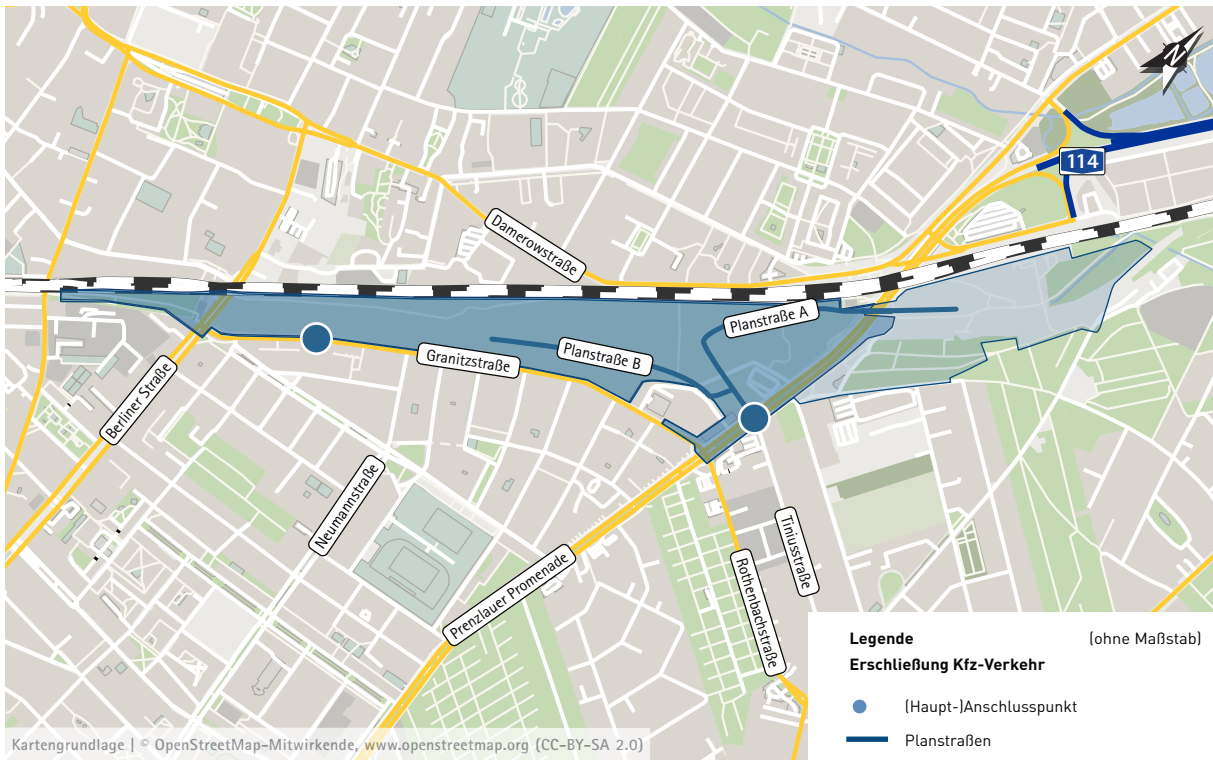 N
114
Damerowstraße
Planstraße A
Planstraße B
Granitzstraße
Berliner Straße
Neumannstraße
Prenzlauer Promenade
Tiniusstraße
Rothenbachstraße
Legende (ohne Maßstab)
Erschließung Kfz-Verkehr
(Haupt-)Anschlusspunkt
Planstraßen
Kartengrundlage | © OpenStreetMap-Mitwirkende, www.openstreetmap.org (CC-BY-SA 2.0)